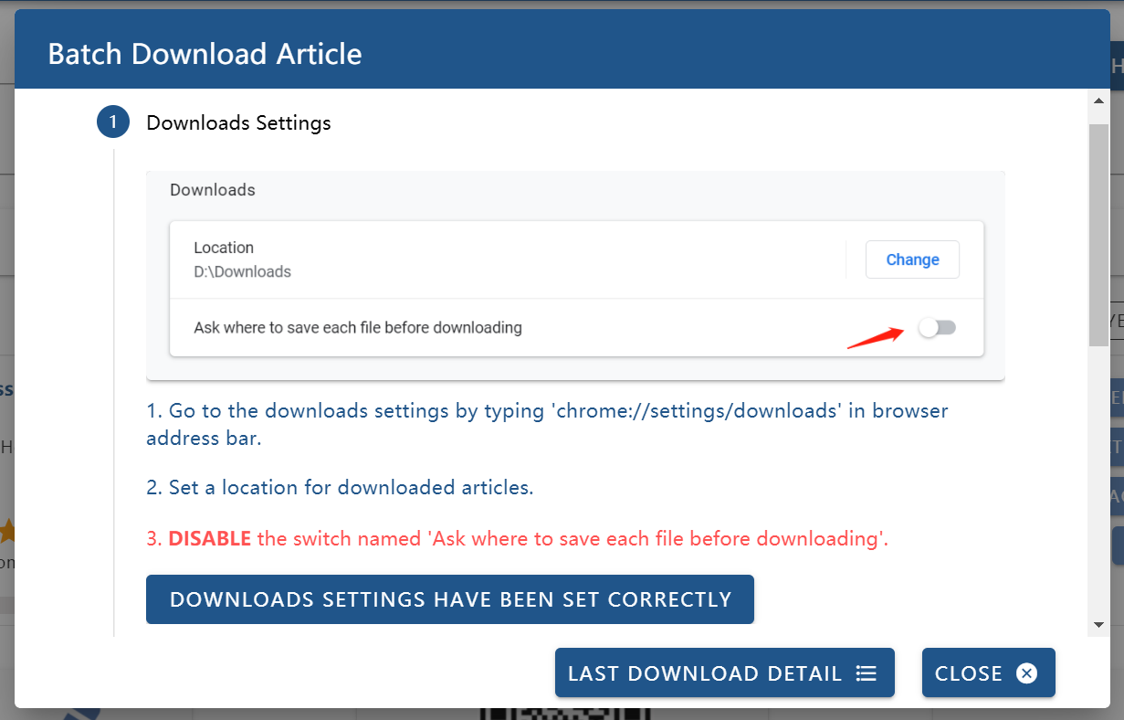 Batch Download Article
1 Downloads Settings
Downloads
Location
D:\Downloads
Change
Ask where to save each file before downloading
1. Go to the downloads settings by typing 'chrome://settings/downloads' in browser
address bar.
2. Set a location for downloaded articles.
3. DISABLE the switch named 'Ask where to save each file before downloading'.
DOWNLOADS SETTINGS HAVE BEEN SET CORRECTLY
LAST DOWNLOAD DETAIL
CLOSE